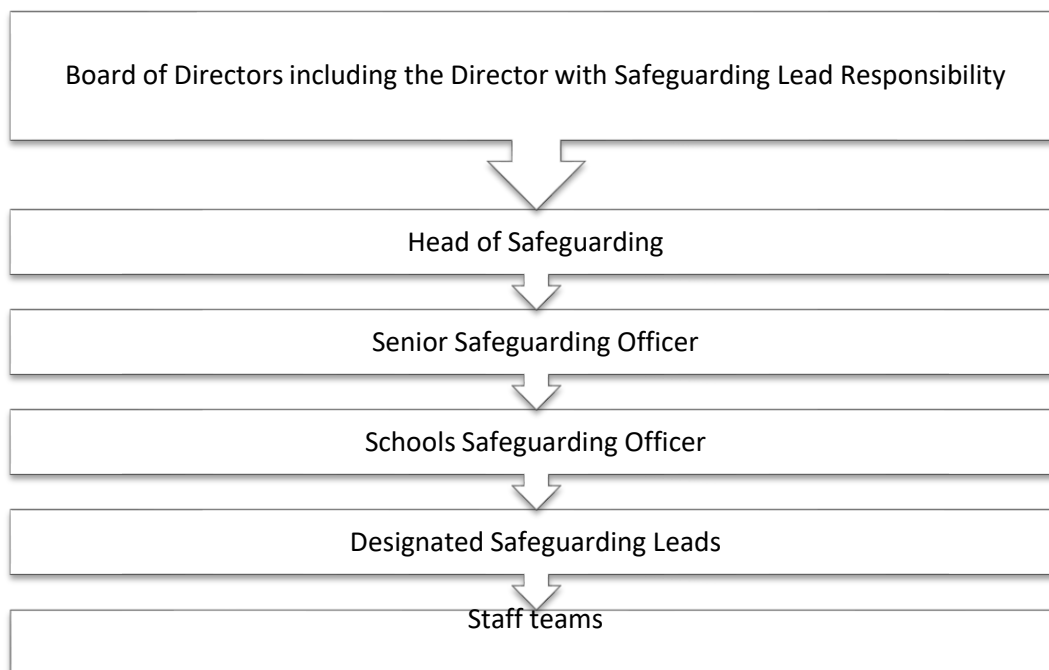 Board of Directors including the Director with Safeguarding Lead Responsibility
Head of Safeguarding
Senior Safeguarding Officer
Schools Safeguarding Officer
Designated Safeguarding Leads
Staff teams